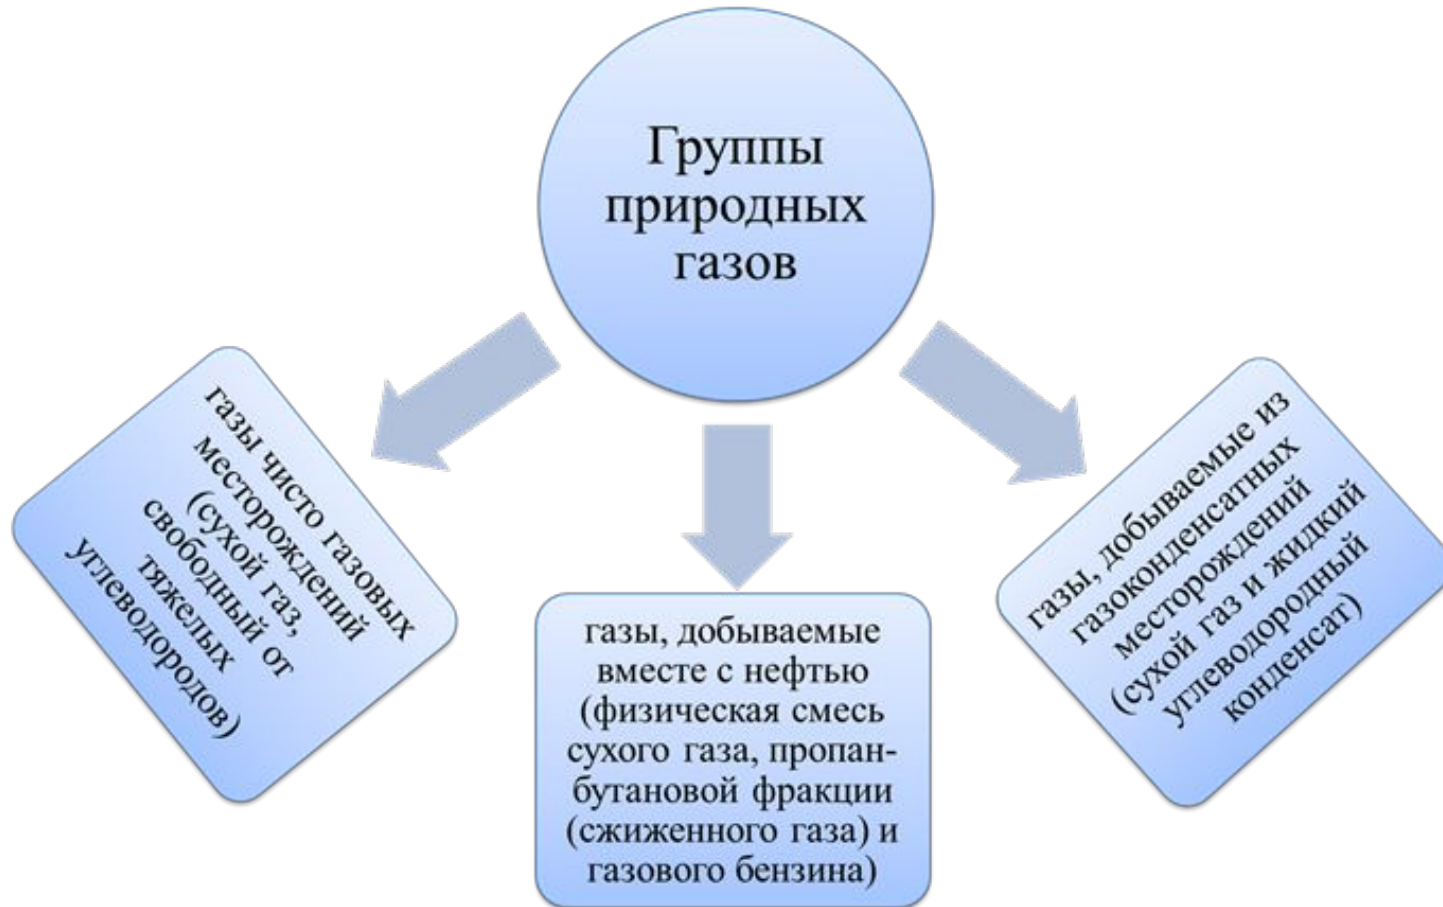 Группы
природных
газов
газы чисто газовых
месторождений
(сухой газ,
свободный от
тяжелых
углеводородов)
газы, добываемые
вместе с нефтью
(физическая смесь
сухого газа, пропан-
бутановой фракции
(сжиженного газа) и
газового бензина)
газы, добываемые из
газоконденсатных
месторождений
(сухой газ и жидкий
углеводородный
конденсат)